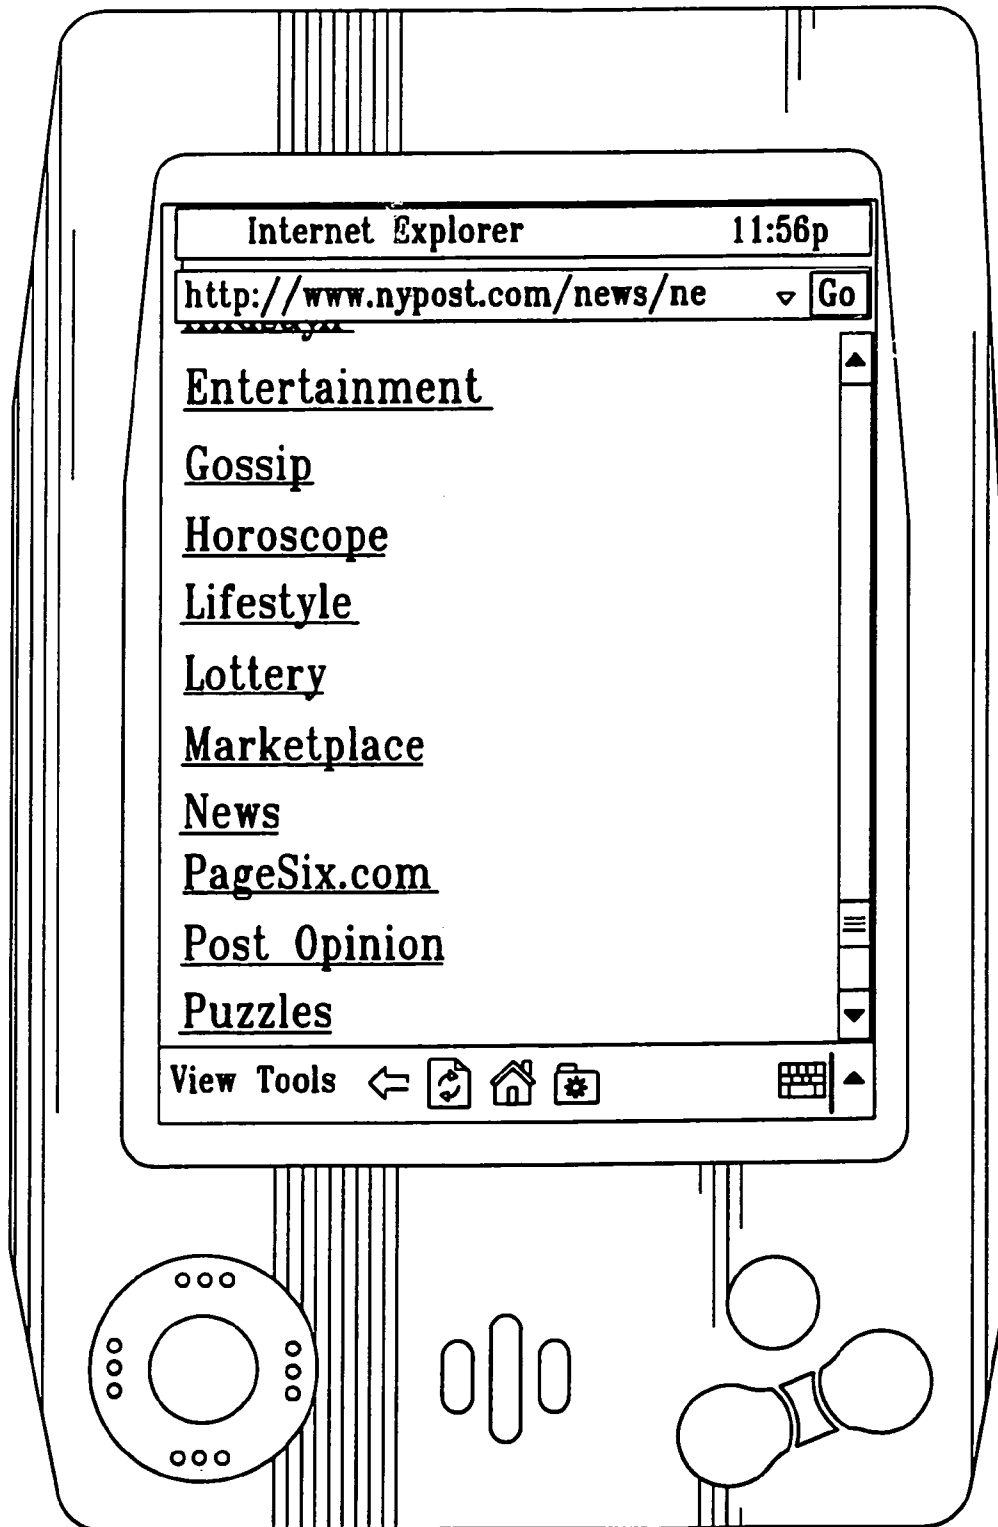 Internet Explorer 11:56p
http://www.nypost.com/news/ne Go
Entertainment
Gossip
Horoscope
Lifestyle
Lottery
Marketplace
News
PageSix.com
Post Opinion
Puzzles
View Tools